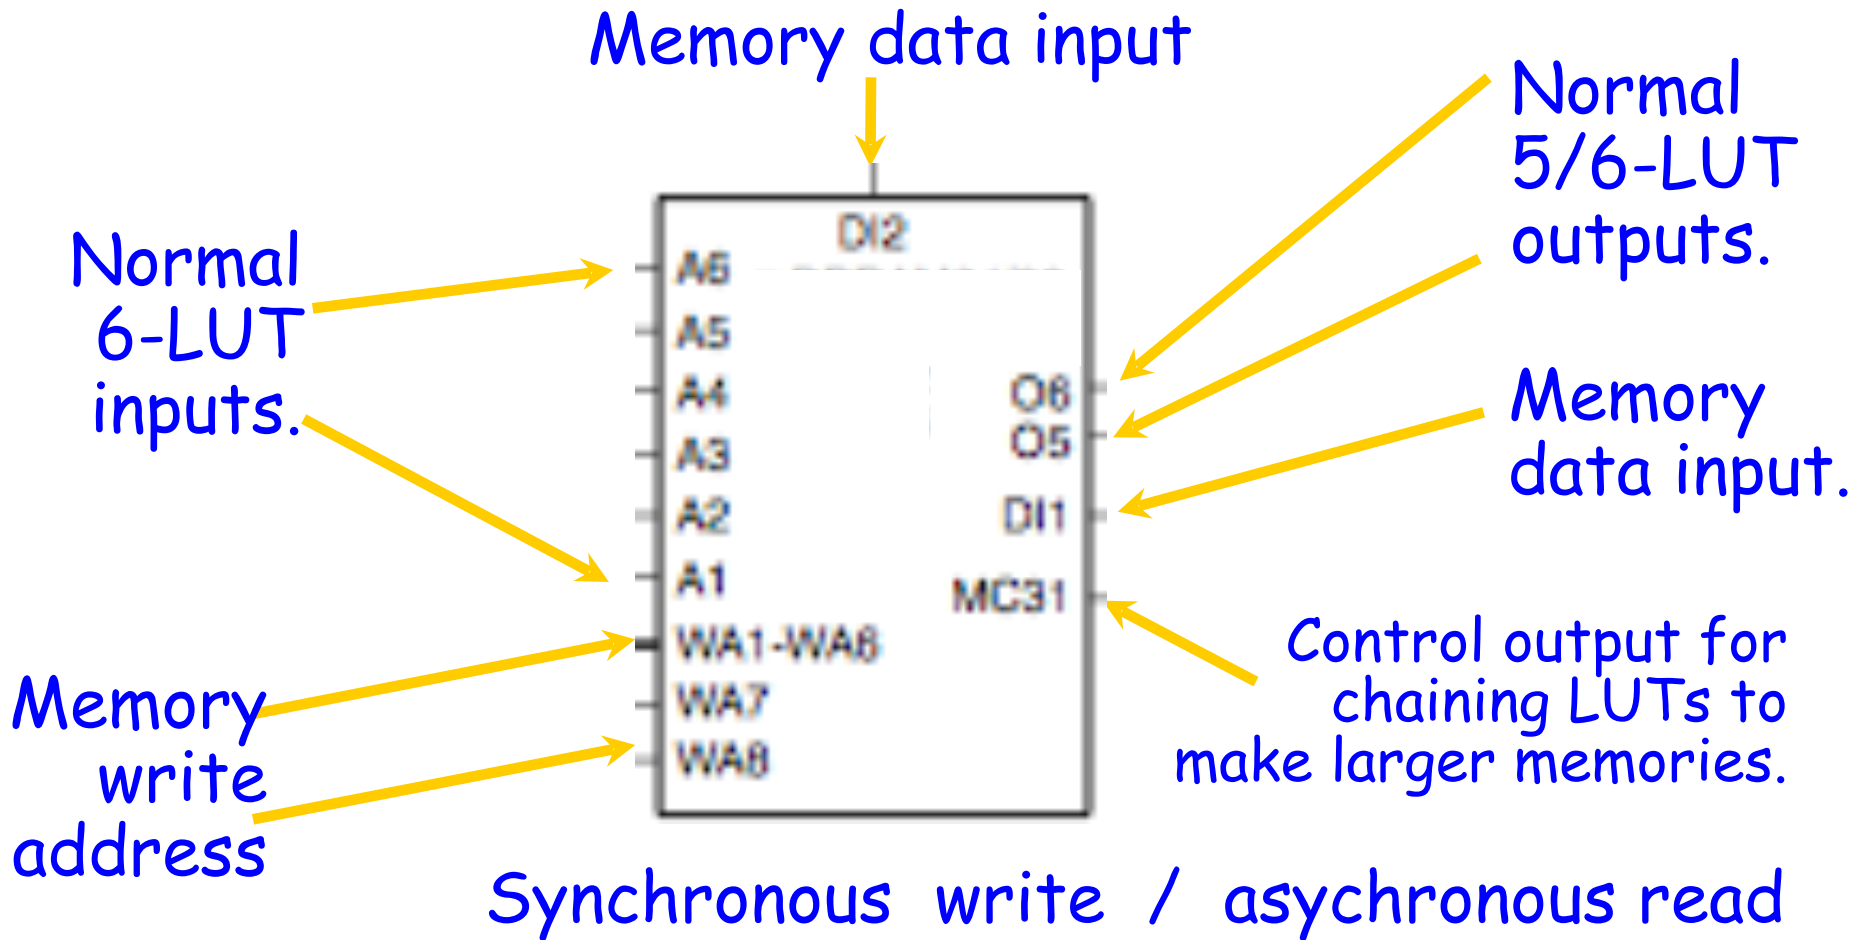 Memory data input
Normal
5/6-LUT
outputs.
Normal
6-LUT
inputs.
DI2
A6
A5
A4
A3
A2
A1
WA1-WA6
WA7
WA8
O6
O5
DI1
MC31
Memory
data input.
Memory
write
address
Control output for
chaining LUTs to
make larger memories.
Synchronous write / asychronous read